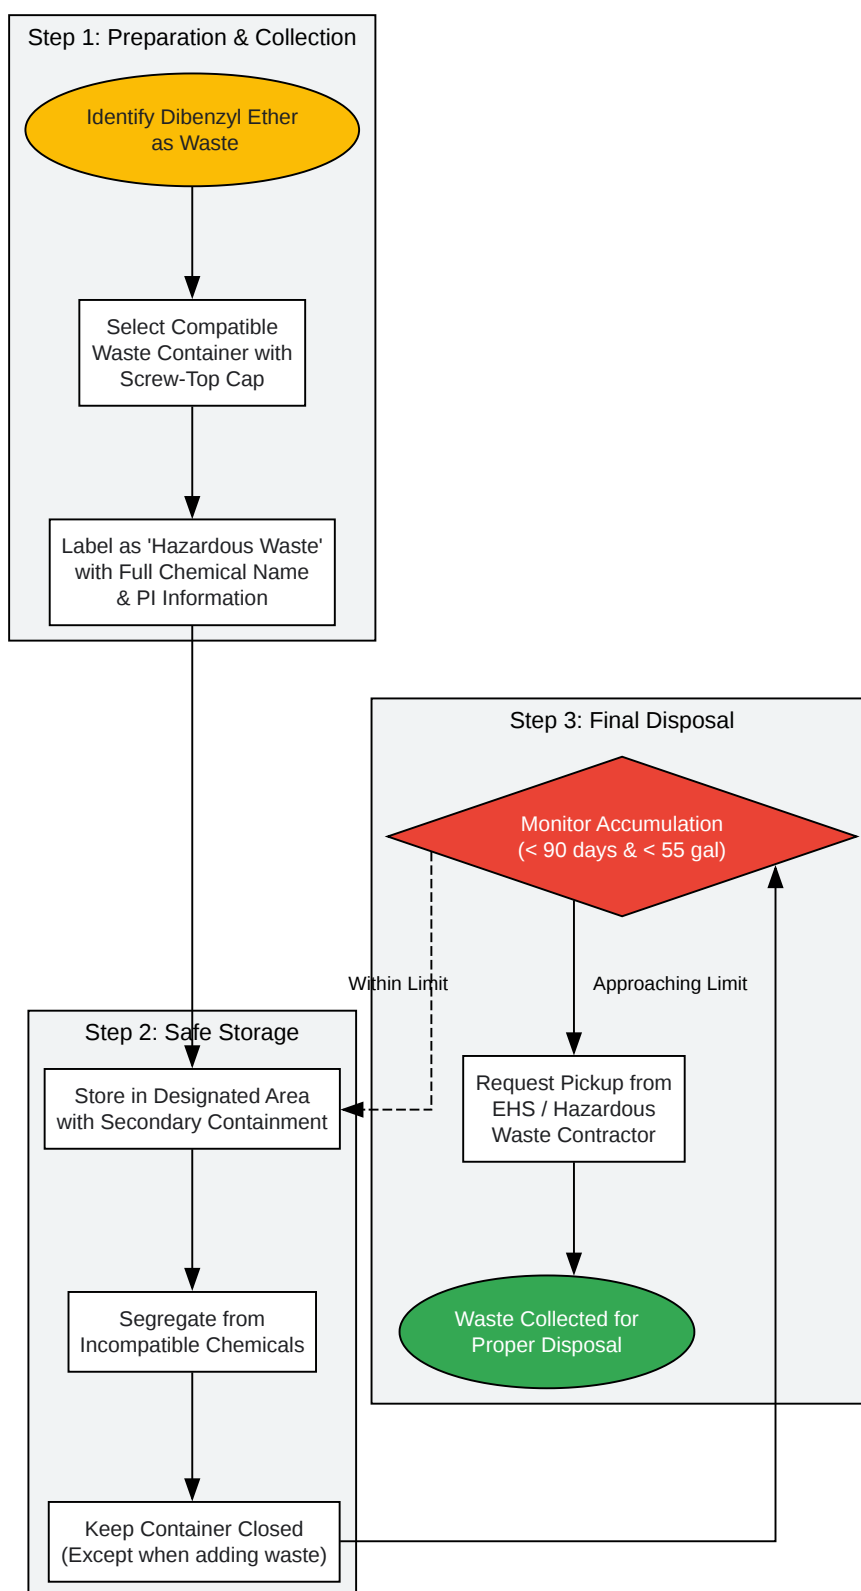 Step 1: Preparation & Collection
Identify Dibenzyl Ether
as Waste
Select Compatible
Waste Container with
Screw-Top Cap
Label as 'Hazardous Waste'
with Full Chemical Name
& PI Information
Step 2: Safe Storage
Store in Designated Area
with Secondary Containment
Segregate from
Incompatible Chemicals
Keep Container Closed
(Except when adding waste)
Step 3: Final Disposal
Monitor Accumulation
(< 90 days & < 55 gal)
Within Limit
Approaching Limit
Request Pickup from
EHS / Hazardous
Waste Contractor
Waste Collected for
Proper Disposal